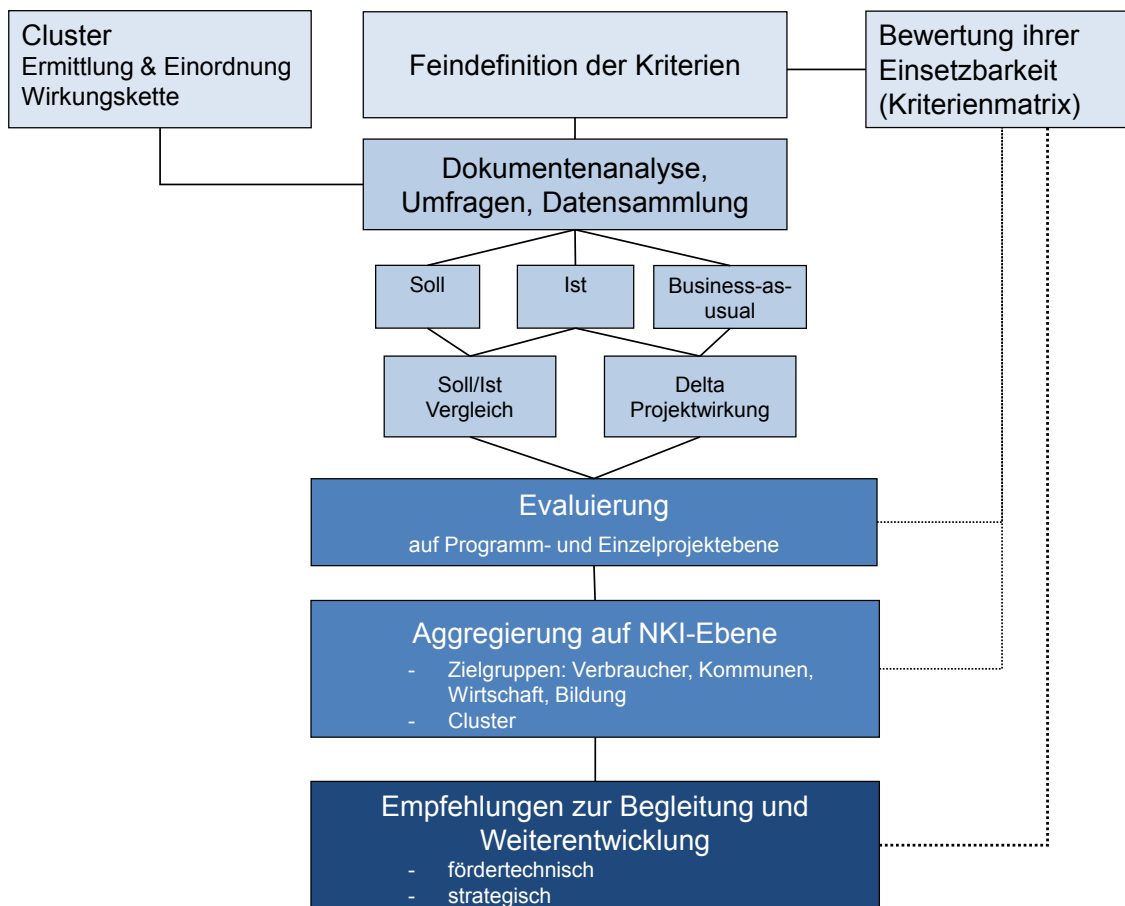 Cluster
Ermittlung & Einordnung
Wirkungskette
Feindefinition der Kriterien
Bewertung ihrer
Einsetzbarkeit
(Kriterienmatrix)
Dokumentenanalyse,
Umfragen, Datensammlung
Soll
Ist
Business-as-
usual
Soll/Ist
Vergleich
Delta
Projektwirkung
Evaluierung
auf Programm- und Einzelprojektebene
Aggregierung auf NKI-Ebene
- Zielgruppen: Verbraucher, Kommunen,
Wirtschaft, Bildung
- Cluster
Empfehlungen zur Begleitung und
Weiterentwicklung
- fördertechnisch
- strategisch